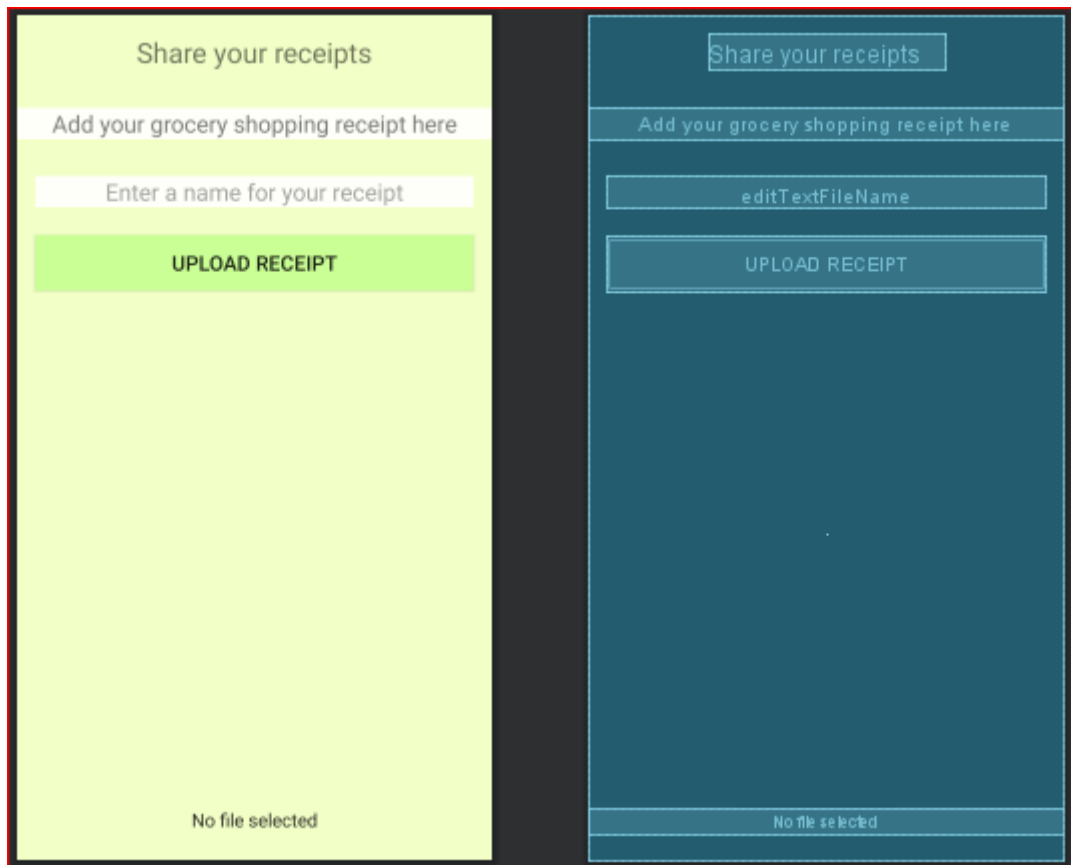 Share your receipts
Add your grocery shopping receipt here
Enter a name for your receipt
UPLOAD RECEIPT
No file selected
Share your receipts
Add your grocery shopping receipt here
editTextFileName
UPLOAD RECEIPT
No file selected